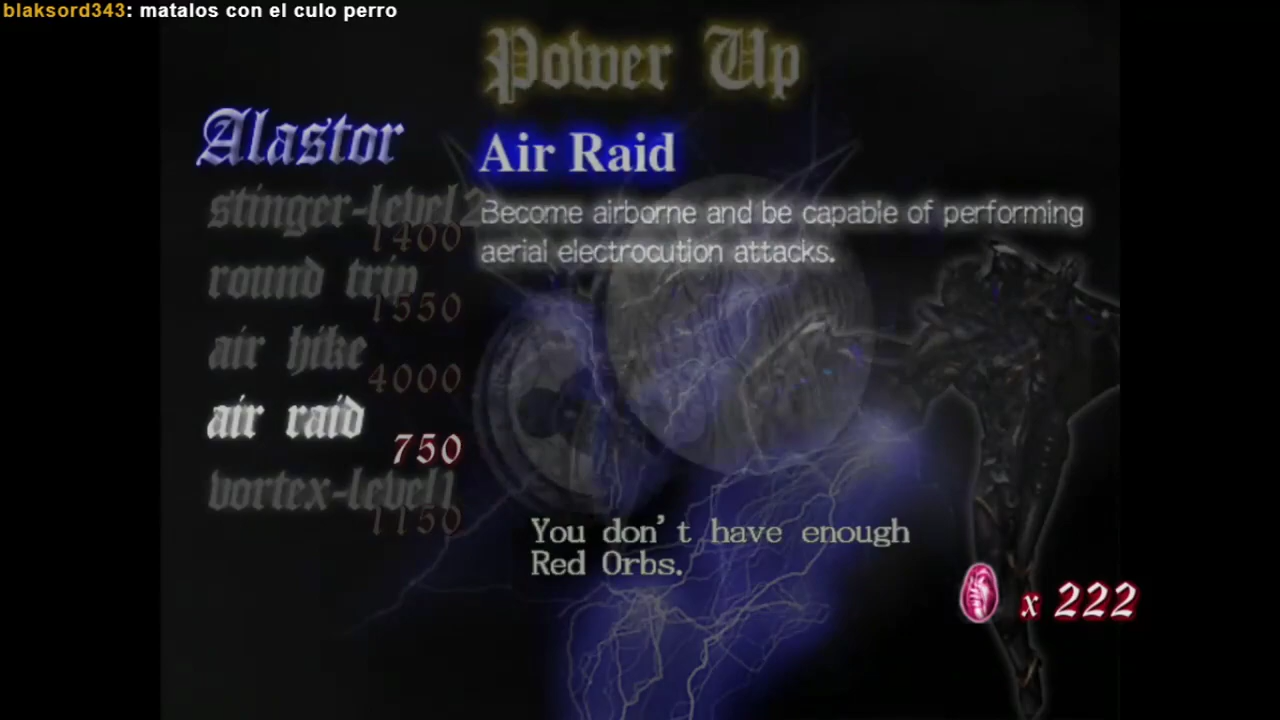 blaksord343: matalos con el culo perro
Power Up
Alastor
stinger-level 2
1400
round trip
1550
air hike
4000
air raid
750
vortex-level1
1150
Air Raid
Become airborne and be capable of performing
aerial electrocution attacks.
You don't have enough
Red Orbs.
x 222